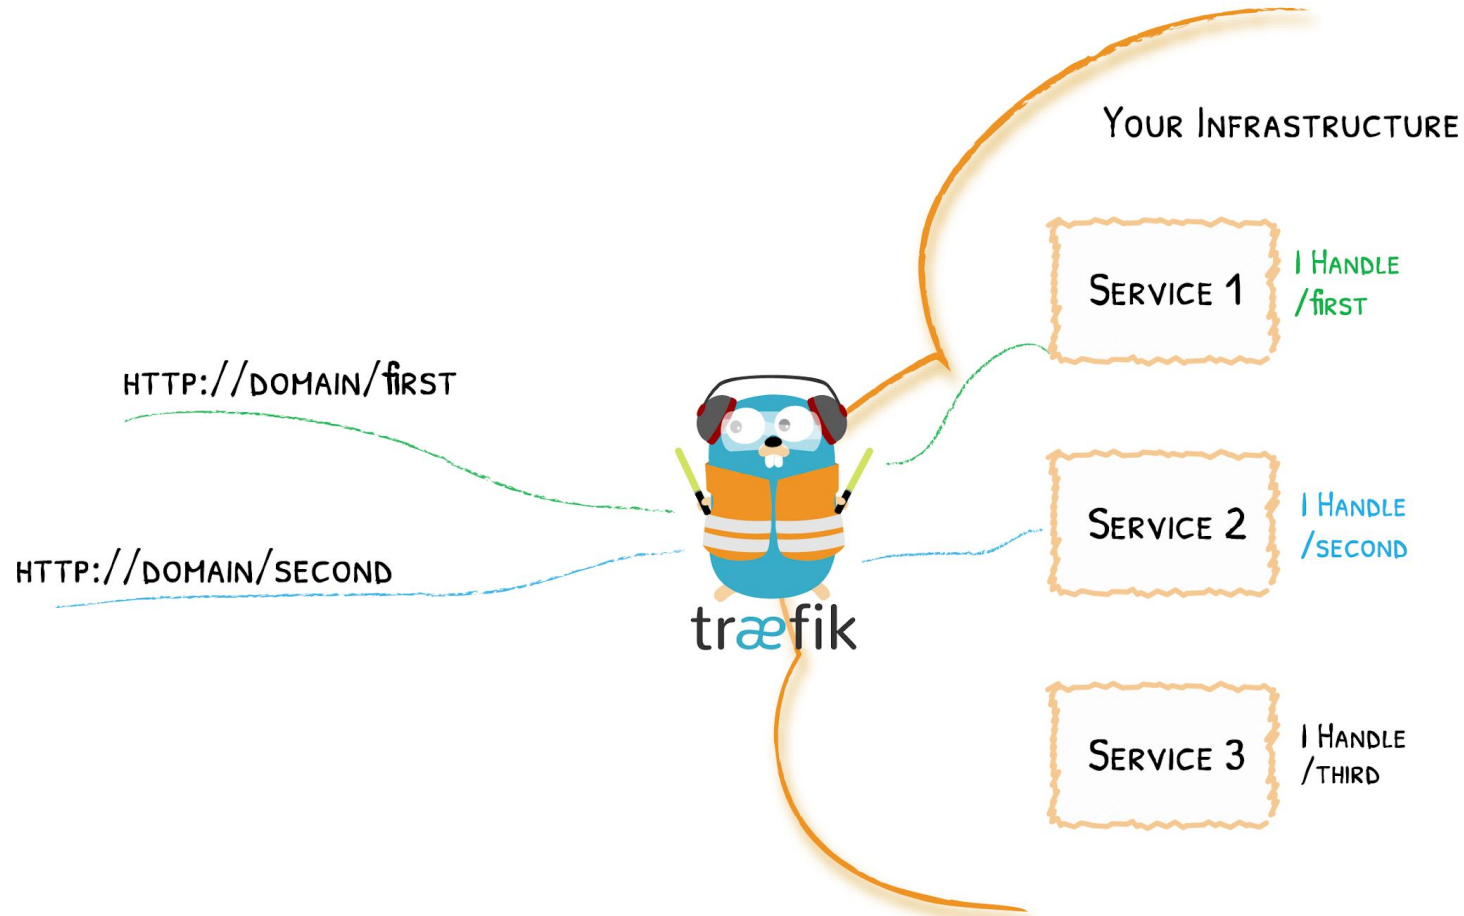 Your Infrastructure
Service 1
I Handle
/first
http://domain/first
Service 2
I Handle
/second
http://domain/second
træfik
Service 3
I Handle
/third